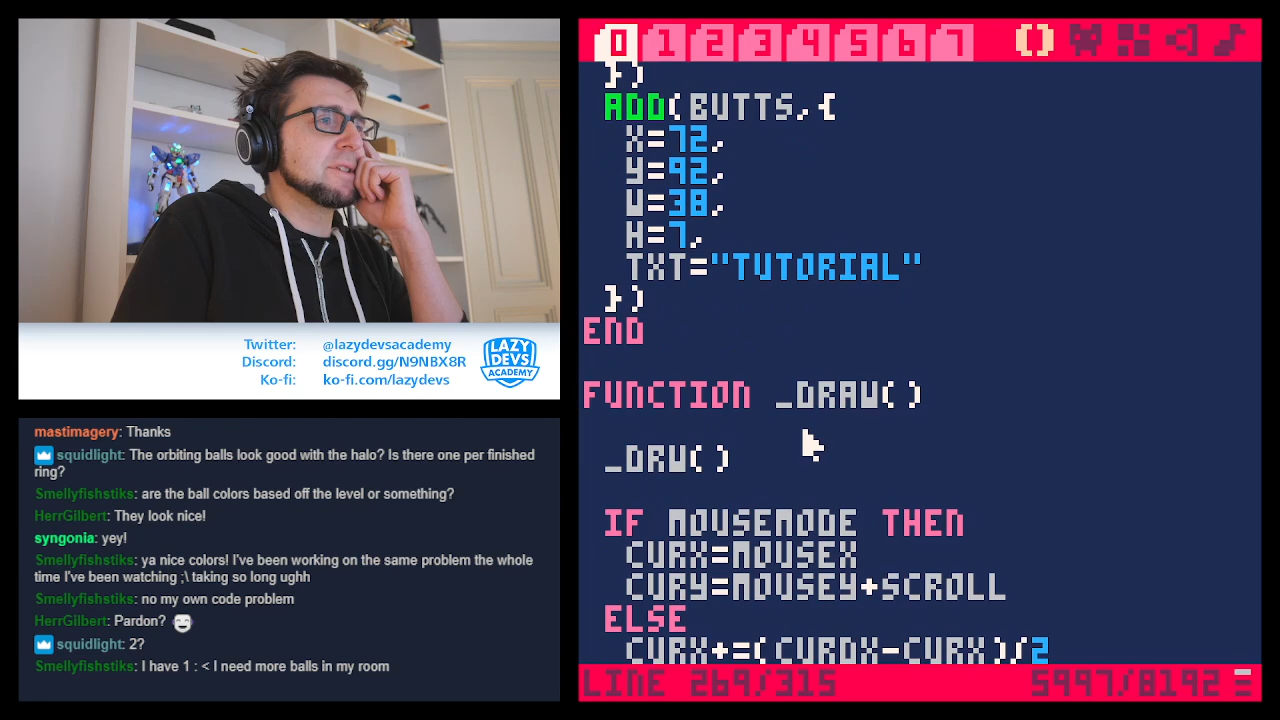 Twitter: @lazydevsacademy
Discord: discord.gg/N9NBX8R
Ko-fi: ko-fi.com/lazydevs
LAZY
DEVS
ACADEMY
mastimagery: Thanks
squidlight: The orbiting balls look good with the halo? Is there one per finished
ring?
Smellyfishstiks: are the ball colors based off the level or something?
HerrGilbert: They look nice!
syngonia: yey!
Smellyfishstiks: ya nice colors! I've been working on the same problem the whole
time I've been watching ;\ taking so long ughh
Smellyfishstiks: no my own code problem
HerrGilbert: Pardon?
squidlight: 2?
Smellyfishstiks: I have 1 : < I need more balls in my room
0 1 2 3 4 5 6 7 ()
})
ADD(BUTTS,{
X=72,
Y=92,
W=38,
H=7,
TXT="TUTORIAL"
})
END
FUNCTION _DRAW()
_DRW()
IF MOUSEMODE THEN
CURX=MOUSEX
CURY=MOUSEY+SCROLL
ELSE
CURX+=(CURDX-CURX)/2
LINE 269/315
5997/8192